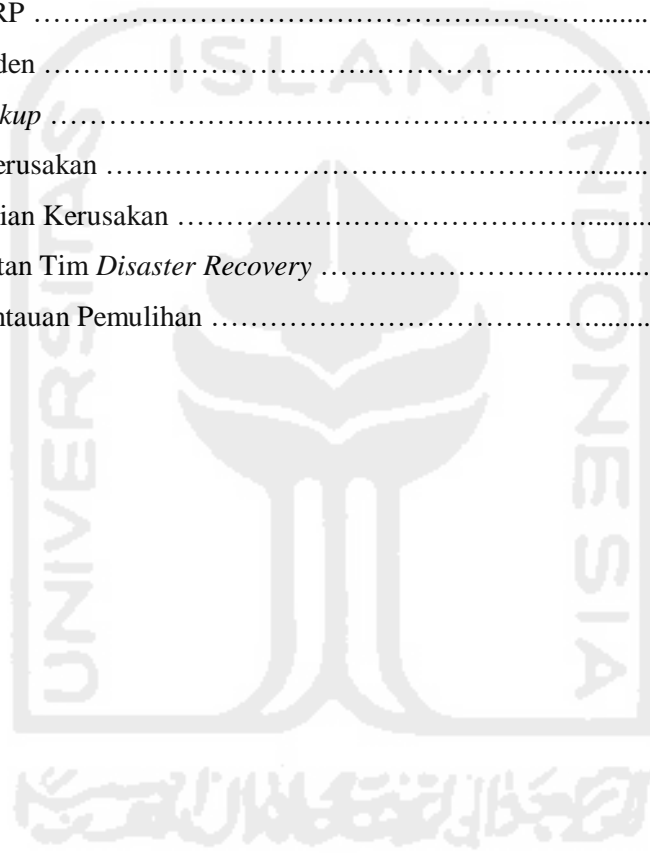 RP ……………………………………………….......
den ……………………………………………...........
kup ……………………………………………..........
erusakan ………………………………………..........
ian Kerusakan …………………………………........
tan Tim Disaster Recovery ……………………..........
ntauan Pemulihan ………………………………........
ISLAM
UNIVERSITAS
INDONESIA